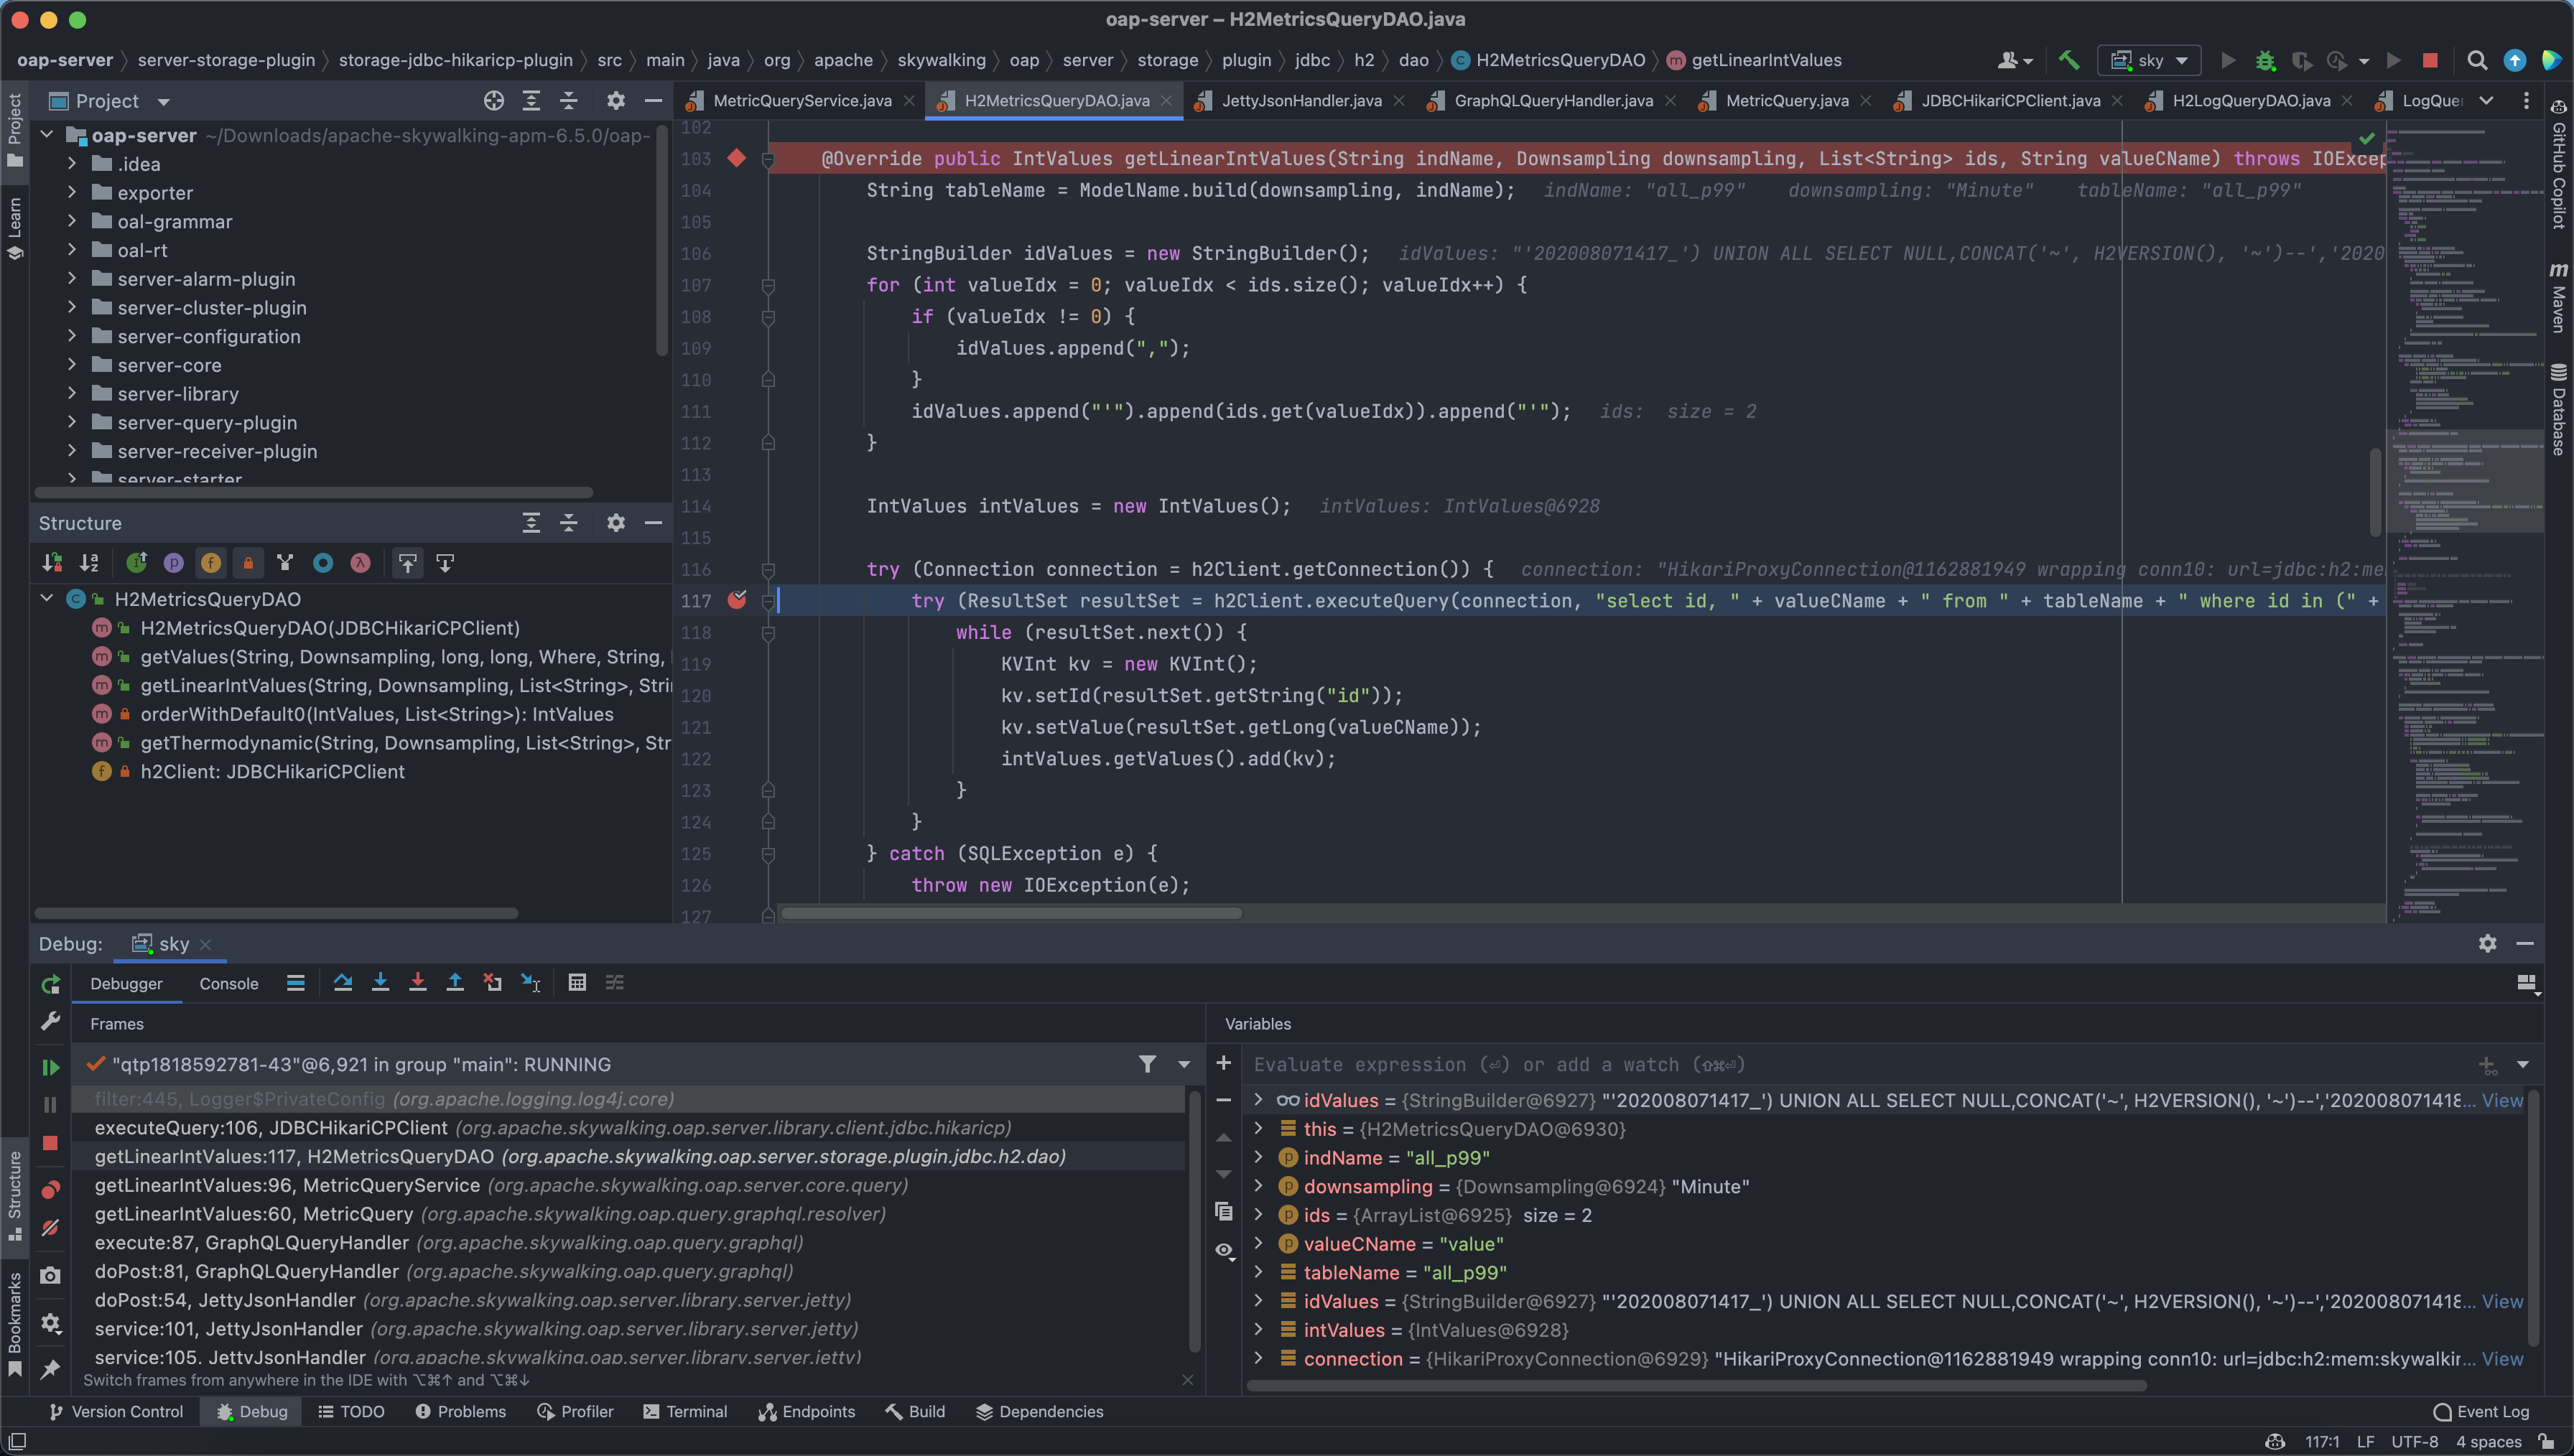 oap-server – H2MetricsQueryDAO.java
oap-server server-storage-plugin storage-jdbc-hikaricp-plugin src main java org apache skywalking oap server storage plugin jdbc h2 dao H2MetricsQueryDAO getLinearIntValues
sky
Project
Learn
Structure
Bookmarks
Project
oap-server ~/Downloads/apache-skywalking-apm-6.5.0/oap-
.idea
exporter
oal-grammar
oal-rt
server-alarm-plugin
server-cluster-plugin
server-configuration
server-core
server-library
server-query-plugin
server-receiver-plugin
server-starter
Structure
H2MetricsQueryDAO
H2MetricsQueryDAO(JDBCHikariCPClient)
getValues(String, Downsampling, long, long, Where, String,
getLinearIntValues(String, Downsampling, List<String>, Stri
orderWithDefault0(IntValues, List<String>): IntValues
getThermodynamic(String, Downsampling, List<String>, Str
h2Client: JDBCHikariCPClient
MetricQueryService.java H2MetricsQueryDAO.java JettyJsonHandler.java GraphQLQueryHandler.java MetricQuery.java JDBCHikariCPClient.java H2LogQueryDAO.java LogQue
102
103 @Override public IntValues getLinearIntValues(String indName, Downsampling downsampling, List<String> ids, String valueCName) throws IOExcep
104 String tableName = ModelName.build(downsampling, indName); indName: "all_p99" downsampling: "Minute" tableName: "all_p99"
105
106 StringBuilder idValues = new StringBuilder(); idValues: "'202008071417_') UNION ALL SELECT NULL,CONCAT('~', H2VERSION(), '~')--','2020
107 for (int valueIdx = 0; valueIdx < ids.size(); valueIdx++) {
108 if (valueIdx != 0) {
109 idValues.append(",");
110 }
111 idValues.append("'").append(ids.get(valueIdx)).append("'"); ids: size = 2
112 }
113
114 IntValues intValues = new IntValues(); intValues: IntValues@6928
115
116 try (Connection connection = h2Client.getConnection()) { connection: "HikariProxyConnection@1162881949 wrapping conn10: url=jdbc:h2:me
117 try (ResultSet resultSet = h2Client.executeQuery(connection, "select id, " + valueCName + " from " + tableName + " where id in (" +
118 while (resultSet.next()) {
119 KVInt kv = new KVInt();
120 kv.setId(resultSet.getString("id"));
121 kv.setValue(resultSet.getLong(valueCName));
122 intValues.getValues().add(kv);
123 }
124 }
125 } catch (SQLException e) {
126 throw new IOException(e);
127
GitHub Copilot
Maven
Database
Debug: sky
Debugger Console
Frames
"qtp1818592781-43"@6,921 in group "main": RUNNING
filter:445, Logger$PrivateConfig (org.apache.logging.log4j.core)
executeQuery:106, JDBCHikariCPClient (org.apache.skywalking.oap.server.library.client.jdbc.hikaricp)
getLinearIntValues:117, H2MetricsQueryDAO (org.apache.skywalking.oap.server.storage.plugin.jdbc.h2.dao)
getLinearIntValues:96, MetricQueryService (org.apache.skywalking.oap.server.core.query)
getLinearIntValues:60, MetricQuery (org.apache.skywalking.oap.query.graphql.resolver)
execute:87, GraphQLQueryHandler (org.apache.skywalking.oap.query.graphql)
doPost:81, GraphQLQueryHandler (org.apache.skywalking.oap.query.graphql)
doPost:54, JettyJsonHandler (org.apache.skywalking.oap.server.library.server.jetty)
service:101, JettyJsonHandler (org.apache.skywalking.oap.server.library.server.jetty)
service:105, JettyJsonHandler (org.apache.skywalking.oap.server.library.server.jetty)
Switch frames from anywhere in the IDE with ⌥⌘↑ and ⌥⌘↓
Variables
Evaluate expression (⏎) or add a watch (⇧⌘⏎)
idValues = {StringBuilder@6927} "'202008071417_') UNION ALL SELECT NULL,CONCAT('~', H2VERSION(), '~')--','202008071418... View
this = {H2MetricsQueryDAO@6930}
indName = "all_p99"
downsampling = {Downsampling@6924} "Minute"
ids = {ArrayList@6925} size = 2
valueCName = "value"
tableName = "all_p99"
idValues = {StringBuilder@6927} "'202008071417_') UNION ALL SELECT NULL,CONCAT('~', H2VERSION(), '~')--','202008071418... View
intValues = {IntValues@6928}
connection = {HikariProxyConnection@6929} "HikariProxyConnection@1162881949 wrapping conn10: url=jdbc:h2:mem:skywalkir... View
Version Control Debug TODO Problems Profiler Terminal Endpoints Build Dependencies Event Log
117:1 LF UTF-8 4 spaces